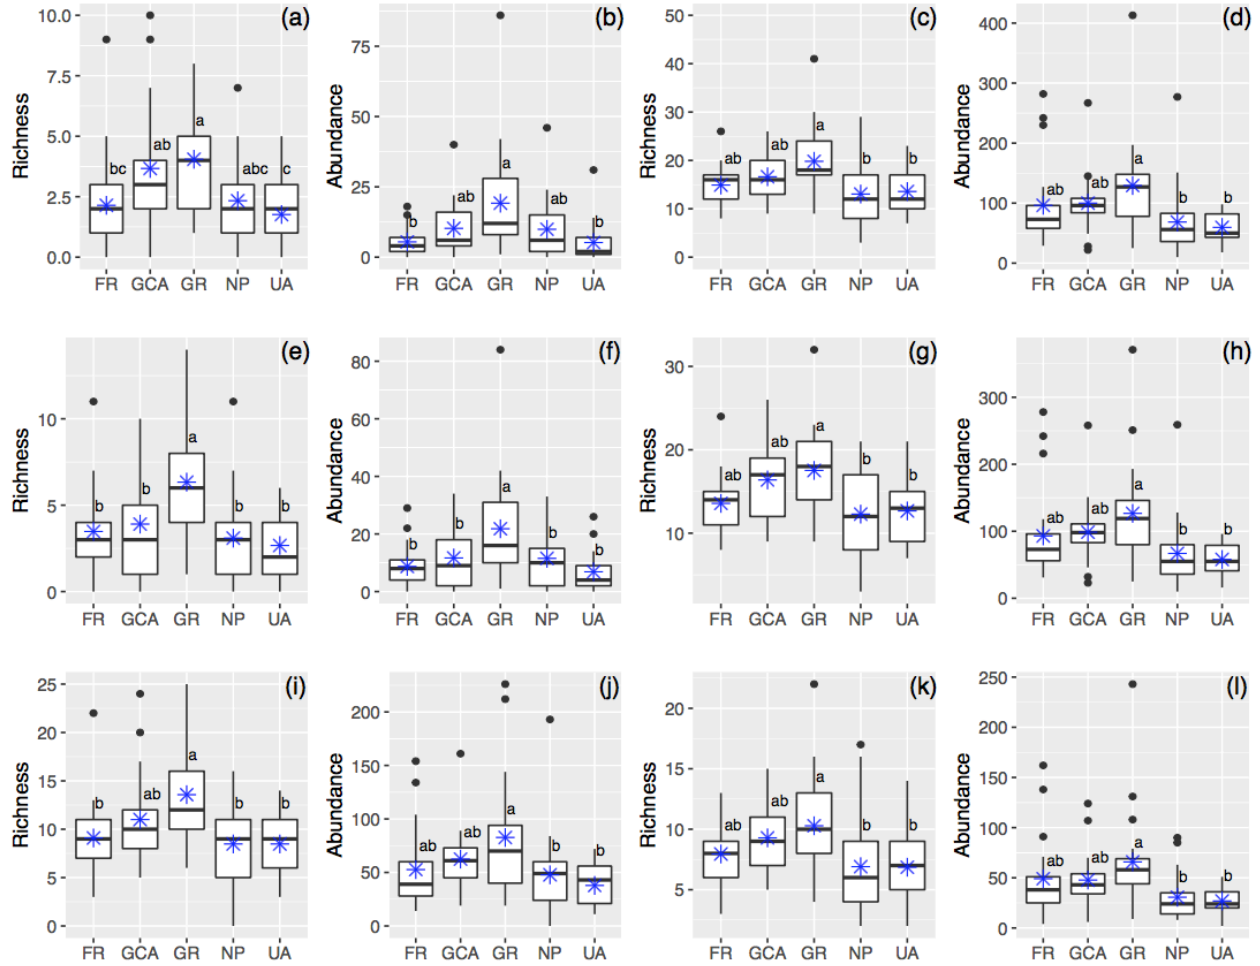 (a) (b) (c) (d)
Richness Abundance Richness Abundance
10.0 7.5 5.0 2.5 0.0
bc ab a abc c
FR GCA GR NP UA
75 50 25 0
b ab a ab b
FR GCA GR NP UA
50 40 30 20 10 0
ab ab a b b
FR GCA GR NP UA
400 300 200 100 0
ab ab a b b
FR GCA GR NP UA
(e) (f) (g) (h)
Richness Abundance Richness Abundance
10 5 0
b b a b b
FR GCA GR NP UA
80 60 40 20 0
b b a b b
FR GCA GR NP UA
30 20 10
ab ab a b b
FR GCA GR NP UA
300 200 100 0
ab ab a b b
FR GCA GR NP UA
(i) (j) (k) (l)
Richness Abundance Richness Abundance
25 20 15 10 5 0
b ab a b b
FR GCA GR NP UA
200 150 100 50 0
ab ab a b b
FR GCA GR NP UA
20 15 10 5
ab ab a b b
FR GCA GR NP UA
250 200 150 100 50 0
ab ab a b b
FR GCA GR NP UA